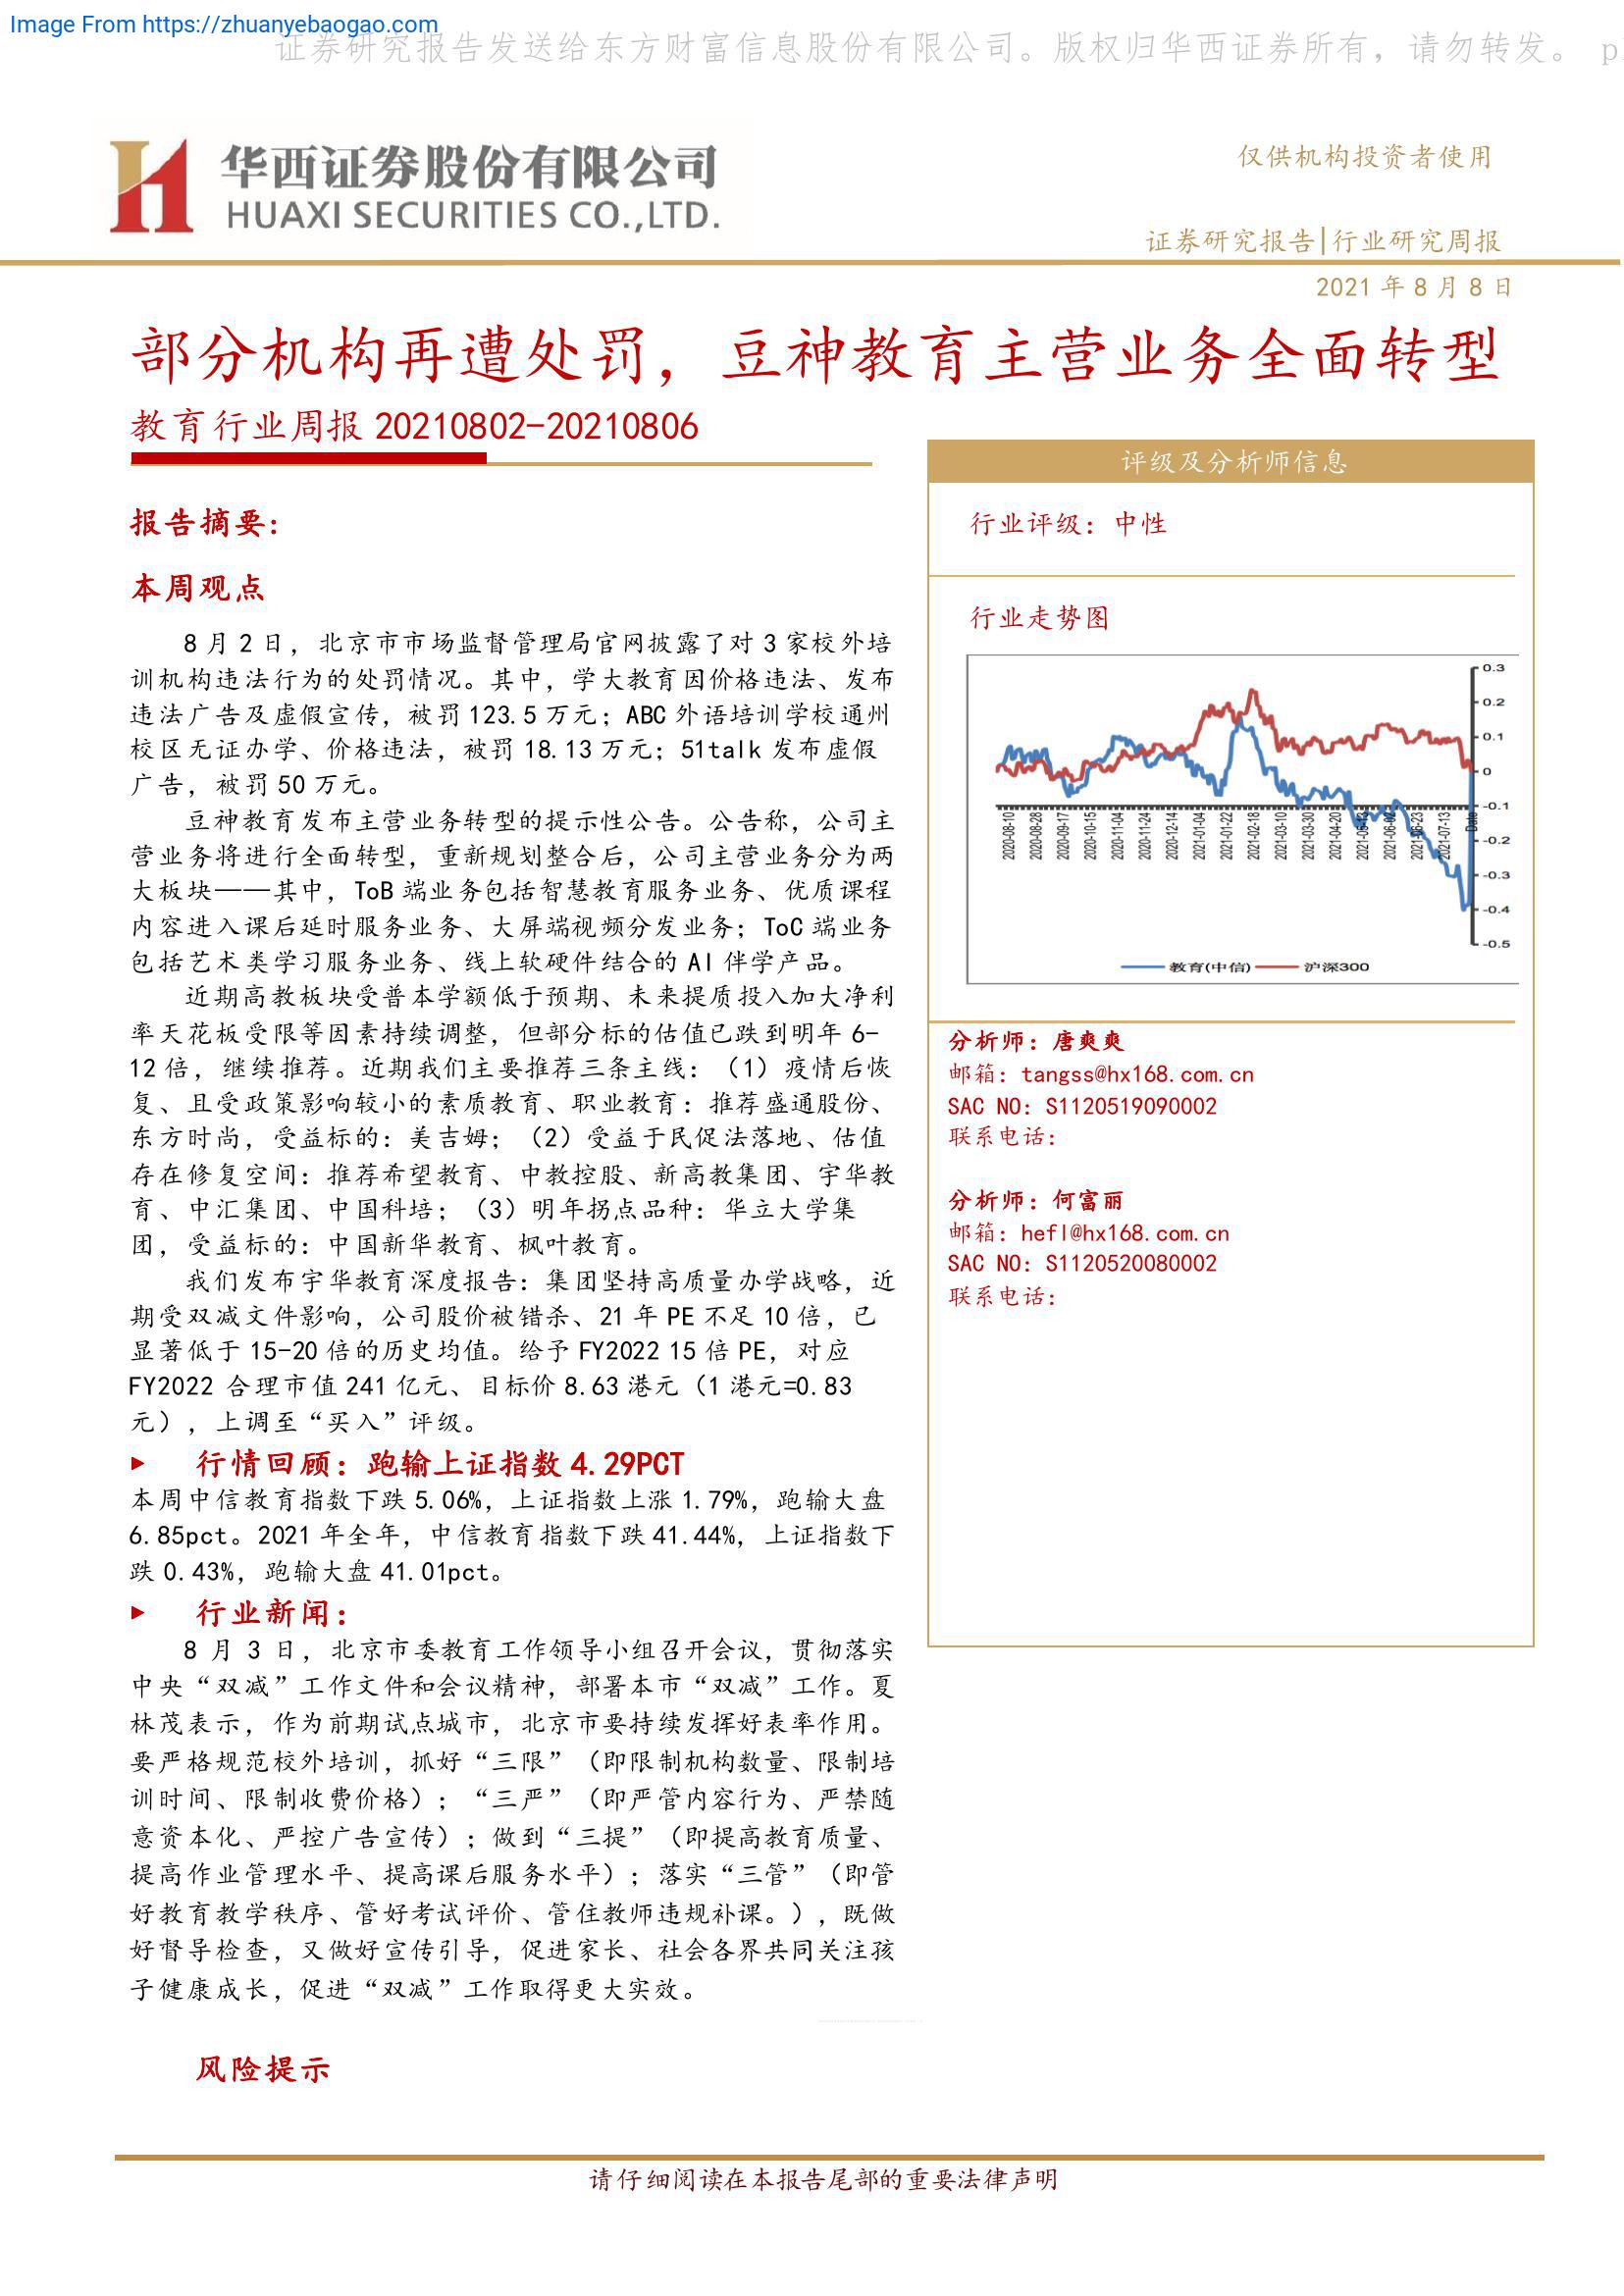 Image From https://zhuanyebaogao.com
证券研究报告发送给东方财富信息股份有限公司。版权归华西证券所有，请勿转发。 p
华西证券股份有限公司
HUAXI SECURITIES CO.,LTD.
仅供机构投资者使用
证券研究报告|行业研究周报
2021 年 8 月 8 日
部分机构再遭处罚，豆神教育主营业务全面转型
教育行业周报 20210802-20210806
报告摘要：
本周观点
8 月 2 日，北京市市场监督管理局官网披露了对 3 家校外培
训机构违法行为的处罚情况。其中，学大教育因价格违法、发布
违法广告及虚假宣传，被罚 123.5 万元；ABC 外语培训学校通州
校区无证办学、价格违法，被罚 18.13 万元；51talk 发布虚假
广告，被罚 50 万元。
豆神教育发布主营业务转型的提示性公告。公告称，公司主
营业务将进行全面转型，重新规划整合后，公司主营业务分为两
大板块——其中，ToB 端业务包括智慧教育服务业务、优质课程
内容进入课后延时服务业务、大屏端视频分发业务；ToC 端业务
包括艺术类学习服务业务、线上软硬件结合的 AI 伴学产品。
近期高教板块受普本学额低于预期、未来提质投入加大净利
率天花板受限等因素持续调整，但部分标的估值已跌到明年 6-
12 倍，继续推荐。近期我们主要推荐三条主线：（1）疫情后恢
复、且受政策影响较小的素质教育、职业教育：推荐盛通股份、
东方时尚，受益标的：美吉姆；（2）受益于民促法落地、估值
存在修复空间：推荐希望教育、中教控股、新高教集团、宇华教
育、中汇集团、中国科培；（3）明年拐点品种：华立大学集
团，受益标的：中国新华教育、枫叶教育。
我们发布宇华教育深度报告：集团坚持高质量办学战略，近
期受双减文件影响，公司股价被错杀、21 年 PE 不足 10 倍，已
显著低于 15-20 倍的历史均值。给予 FY2022 15 倍 PE，对应
FY2022 合理市值 241 亿元、目标价 8.63 港元（1 港元=0.83
元），上调至“买入”评级。
▶ 行情回顾：跑输上证指数 4.29PCT
本周中信教育指数下跌 5.06%，上证指数上涨 1.79%，跑输大盘
6.85pct。2021 年全年，中信教育指数下跌 41.44%，上证指数下
跌 0.43%，跑输大盘 41.01pct。
▶ 行业新闻：
8 月 3 日，北京市委教育工作领导小组召开会议，贯彻落实
中央“双减”工作文件和会议精神，部署本市“双减”工作。夏
林茂表示，作为前期试点城市，北京市要持续发挥好表率作用。
要严格规范校外培训，抓好“三限”（即限制机构数量、限制培
训时间、限制收费价格）；“三严”（即严管内容行为、严禁随
意资本化、严控广告宣传）；做到“三提”（即提高教育质量、
提高作业管理水平、提高课后服务水平）；落实“三管”（即管
好教育教学秩序、管好考试评价、管住教师违规补课。），既做
好督导检查，又做好宣传引导，促进家长、社会各界共同关注孩
子健康成长，促进“双减”工作取得更大实效。
风险提示
评级及分析师信息
行业评级：中性
行业走势图
0.3
0.2
0.1
0
-0.1
-0.2
-0.3
-0.4
-0.5
2020-08-10
2020-08-28
2020-09-17
2020-10-15
2020-11-04
2020-11-24
2020-12-14
2021-01-04
2021-01-22
2021-02-18
2021-03-10
2021-03-30
2021-04-20
2021-07-13
Date
教育(中信)
沪深300
分析师：唐爽爽
邮箱：tangss@hx168.com.cn
SAC NO：S1120519090002
联系电话：
分析师：何富丽
邮箱：hefl@hx168.com.cn
SAC NO：S1120520080002
联系电话：
请仔细阅读在本报告尾部的重要法律声明